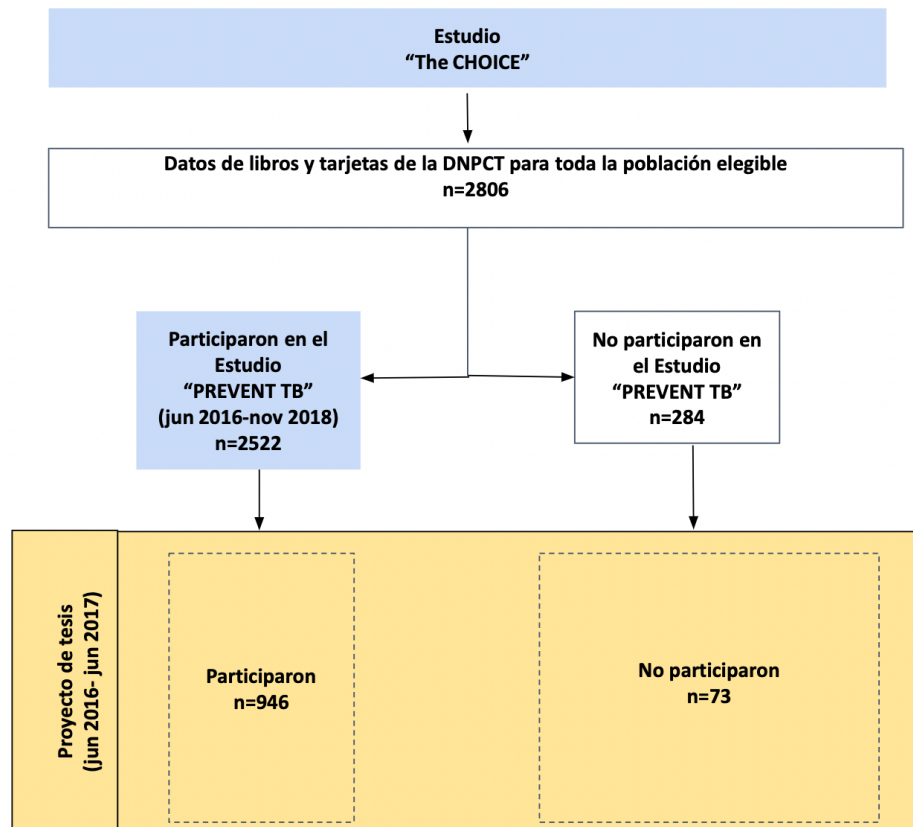 Estudio
“The CHOICE”
Datos de libros y tarjetas de la DNPCT para toda la población elegible
n=2806
Participaron en el
Estudio
“PREVENT TB”
(jun 2016-nov 2018)
n=2522
No participaron en
el Estudio
“PREVENT TB”
n=284
Proyecto de tesis
(jun 2016- jun 2017)
Participaron
n=946
No participaron
n=73